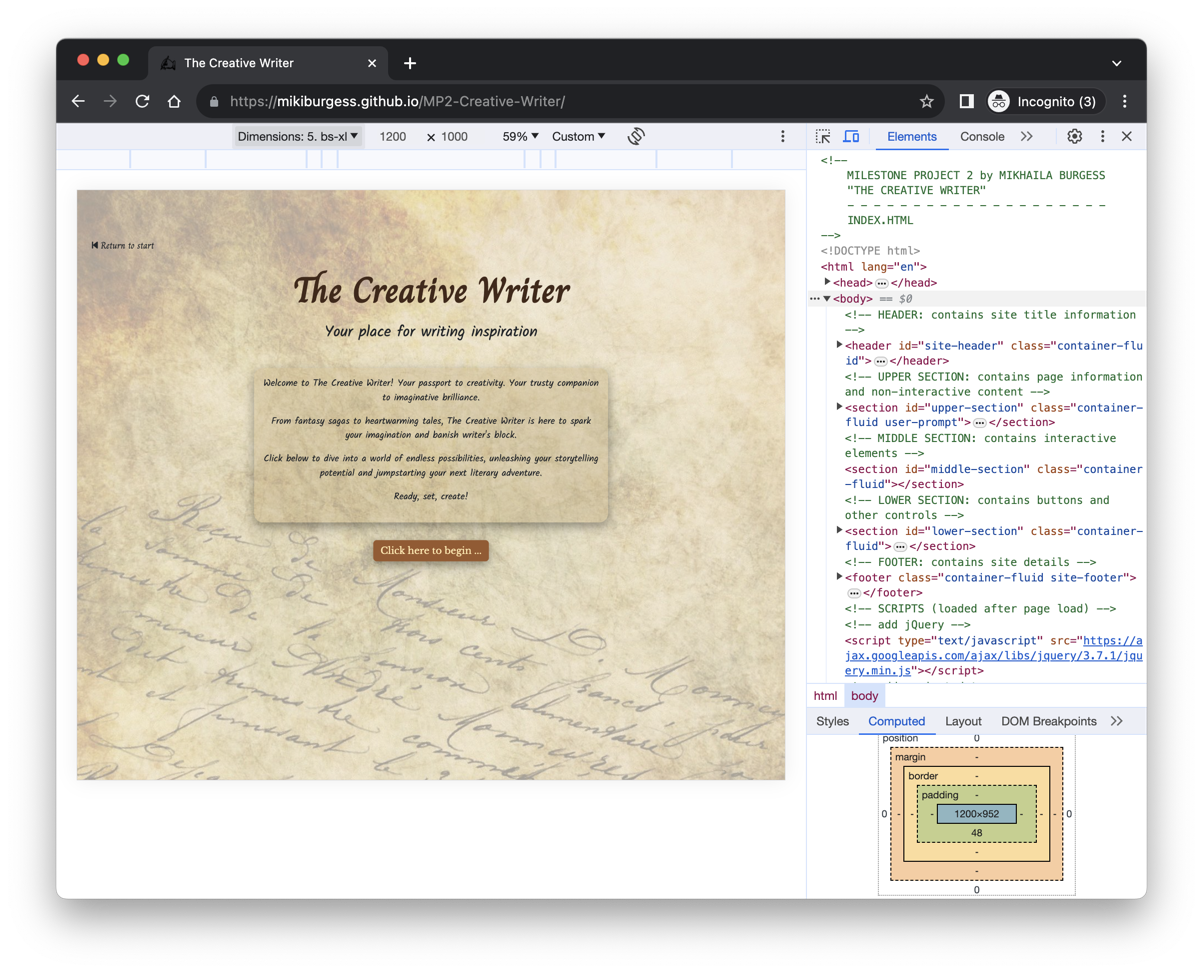 The Creative Writer
https://mikiburgess.github.io/MP2-Creative-Writer/
Incognito (3)
Dimensions: 5. bs-xl 1200 × 1000 59% Custom
Return to start
The Creative Writer
Your place for writing inspiration
Welcome to The Creative Writer! Your passport to creativity. Your trusty companion
to imaginative brilliance.
From fantasy sagas to heartwarming tales, The Creative Writer is here to spark
your imagination and banish writer's block.
Click below to dive into a world of endless possibilities, unleashing your storytelling
potential and jumpstarting your next literary adventure.
Ready, set, create!
Click here to begin ...
Monsieur
cents
pension
francs
Elements Console
<!--
MILESTONE PROJECT 2 by MIKHAILA BURGESS
"THE CREATIVE WRITER"
- - - - - - - - - - - - - - - - - - - -
INDEX.HTML
-->
<!DOCTYPE html>
<html lang="en">
<head> ⋯ </head>
<body> == $0
<!-- HEADER: contains site title information
-->
<header id="site-header" class="container-flu
id"> ⋯ </header>
<!-- UPPER SECTION: contains page information
and non-interactive content -->
<section id="upper-section" class="container-
fluid user-prompt"> ⋯ </section>
<!-- MIDDLE SECTION: contains interactive
elements -->
<section id="middle-section" class="container
-fluid"></section>
<!-- LOWER SECTION: contains buttons and
other controls -->
<section id="lower-section" class="container-
fluid"> ⋯ </section>
<!-- FOOTER: contains site details -->
<footer class="container-fluid site-footer">
⋯ </footer>
<!-- SCRIPTS (loaded after page load) -->
<!-- add jQuery -->
<script type="text/javascript" src="https://a
jax.googleapis.com/ajax/libs/jquery/3.7.1/jqu
ery.min.js"></script>
html body
Styles Computed Layout DOM Breakpoints
position 0
margin -
border -
padding -
0 - - - 1200×952 - - - 0
48
-
-
0